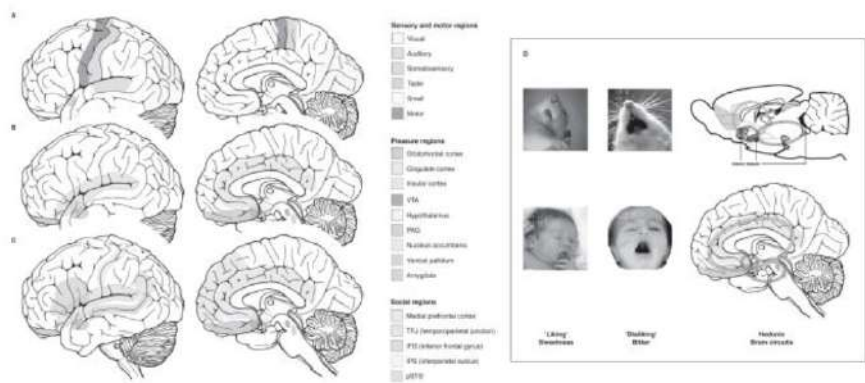 A
B
C
Sensory and motor regions
Visual
Auditory
Somatosensory
Taste
Smell
Motor
Pleasure regions
Orbitofrontal cortex
Cingulate cortex
Insular cortex
VTA
Hypothalamus
PAG
Nucleus accumbens
Ventral pallidum
Amygdala
Social regions
Medial prefrontal cortex
TPJ (temporoparietal junction)
IFG (inferior frontal gyrus)
IPS (intraparietal sulcus)
pSTS
D
'Liking'
Sweetness
'Disliking'
Bitter
Hedonic
Brain circuits